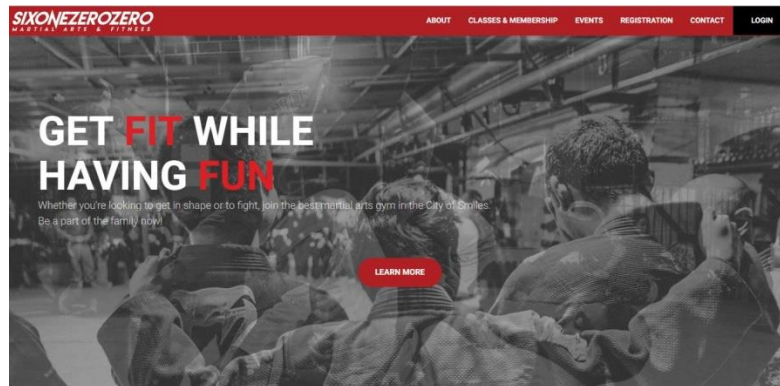 SIXONEZEROZERO
MARTIAL ARTS & FITNESS
ABOUT CLASSES & MEMBERSHIP EVENTS REGISTRATION CONTACT LOGIN
GET FIT WHILE
HAVING FUN
Whether you're looking to get in shape or to fight, join the best martial arts gym in the City of Smiles.
Be a part of the family now!
LEARN MORE